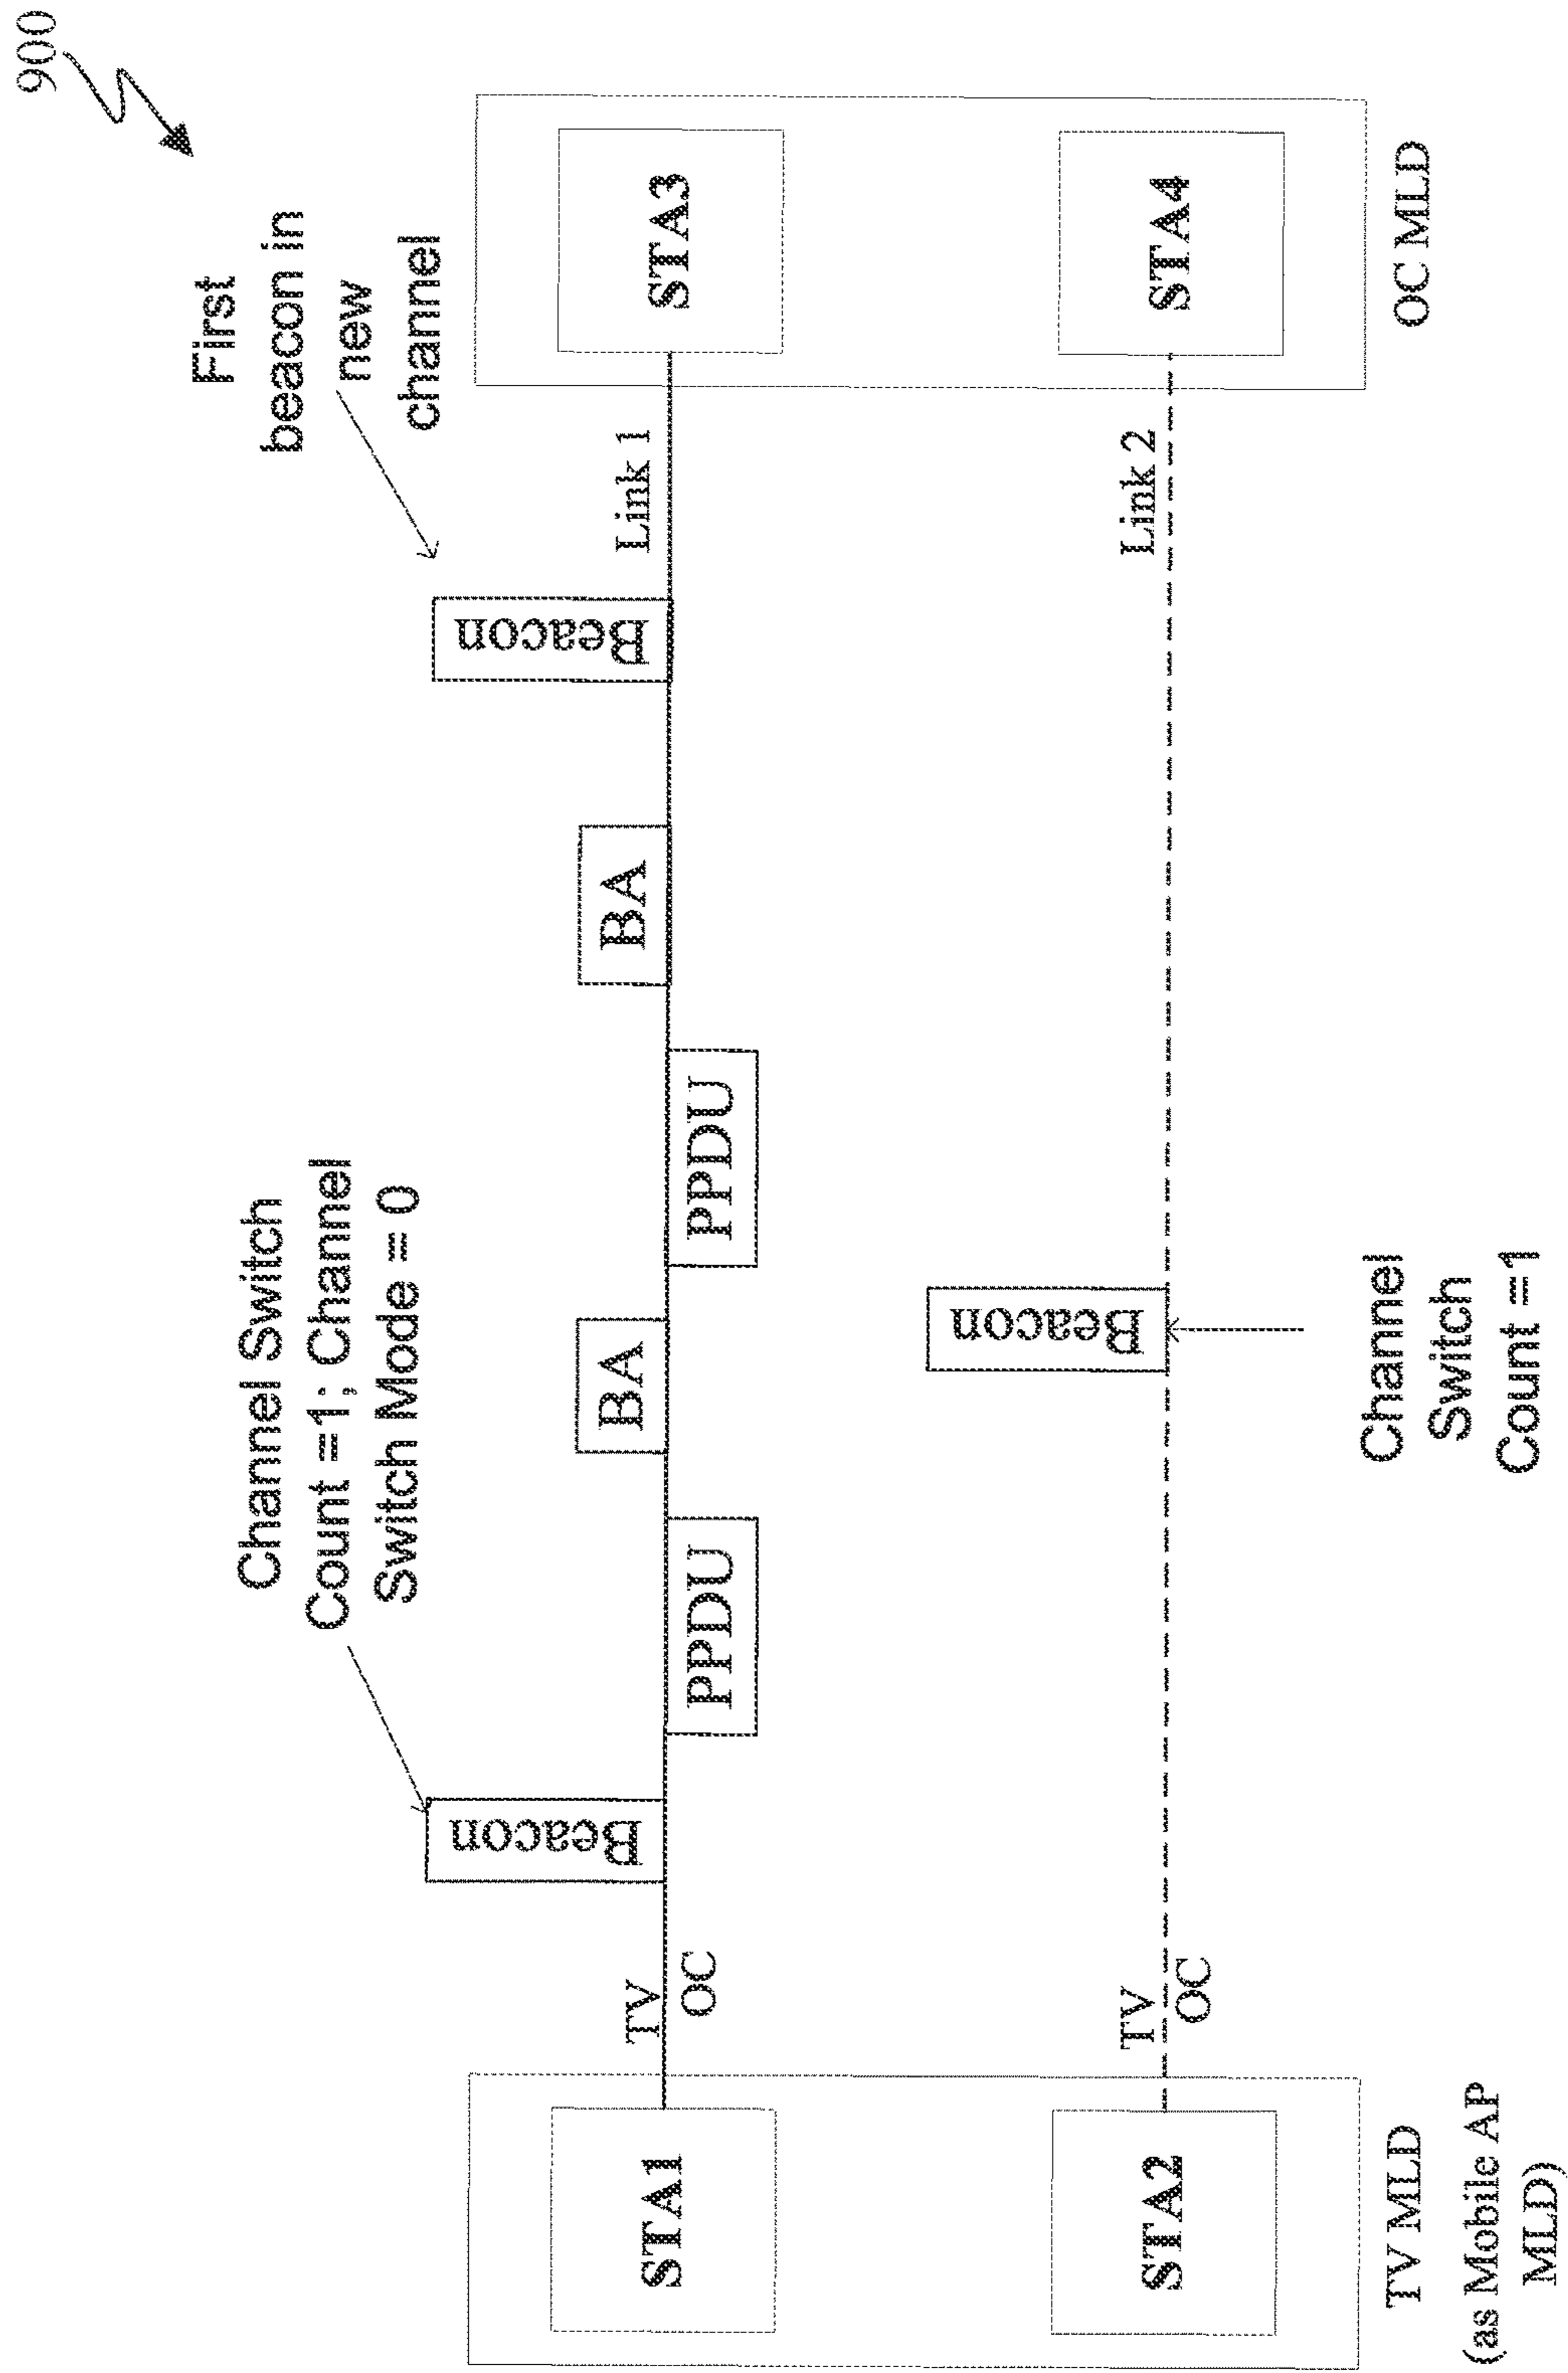 900
Channel Switch
Count =1; Channel
Switch Mode = 0
First
beacon in
new
channel
Beacon
BA
BA
Beacon
STA1
TV
OC
PPDU
PPDU
Link 1
STA3
Beacon
STA2
TV
OC
Link 2
STA4
Channel
Switch
Count =1
TV MLD
(as Mobile AP
MLD)
OC MLD